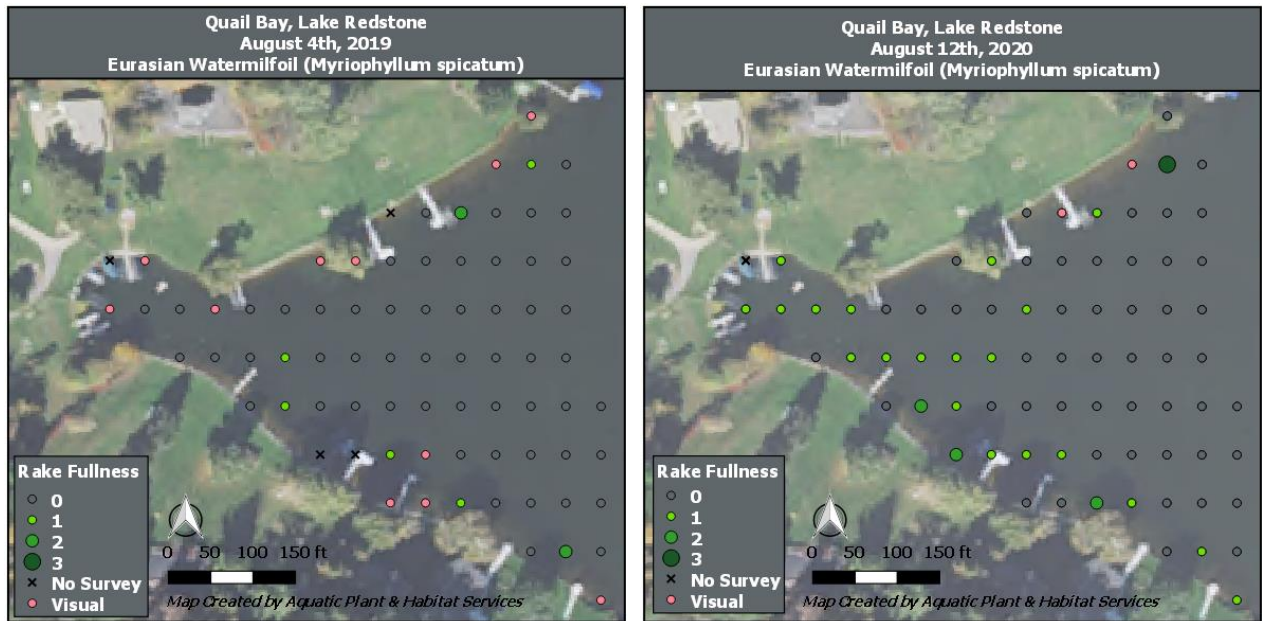 Quail Bay, Lake Redstone
August 4th, 2019
Eurasian Watermilfoil (Myriophyllum spicatum)
Rake Fullness
0
1
2
3
No Survey
Visual
0 50 100 150 ft
Map Created by Aquatic Plant & Habitat Services
Quail Bay, Lake Redstone
August 12th, 2020
Eurasian Watermilfoil (Myriophyllum spicatum)
Rake Fullness
0
1
2
3
No Survey
Visual
0 50 100 150 ft
Map Created by Aquatic Plant & Habitat Services